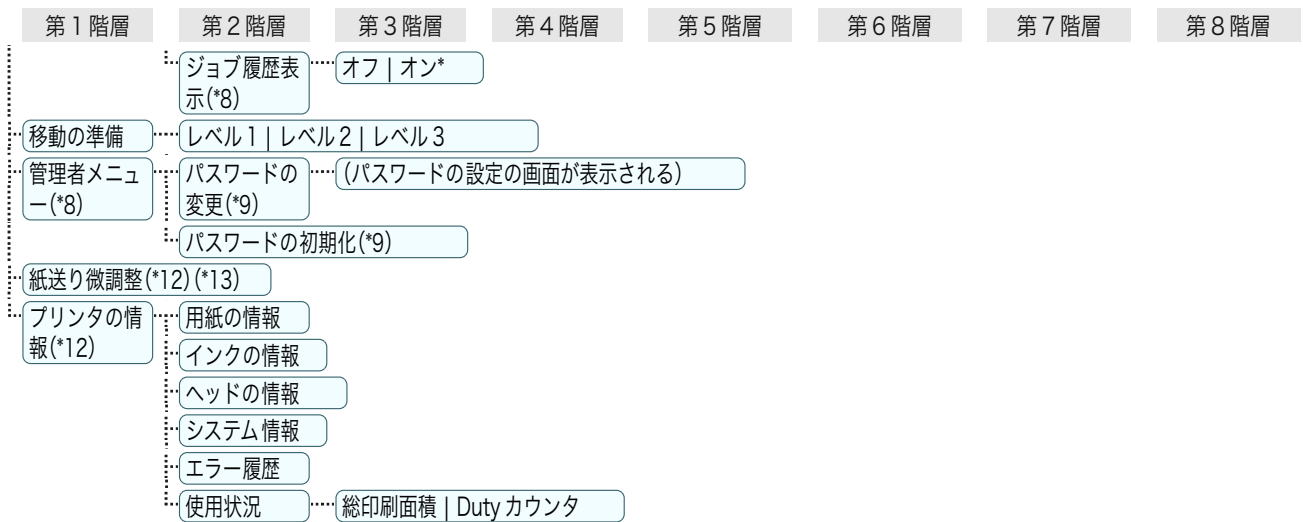 第1階層 第2階層 第3階層 第4階層 第5階層 第6階層 第7階層 第8階層
ジョブ履歴表 オフ | オン*
示(*8)
移動の準備 レベル1 | レベル2 | レベル3
管理者メニュ パスワードの (パスワードの設定の画面が表示される)
ー(*8) 変更(*9)
パスワードの初期化(*9)
紙送り微調整(*12)(*13)
プリンタの情 用紙の情報
報(*12)
インクの情報
ヘッドの情報
システム情報
エラー履歴
使用状況 総印刷面積 | Duty カウンタ